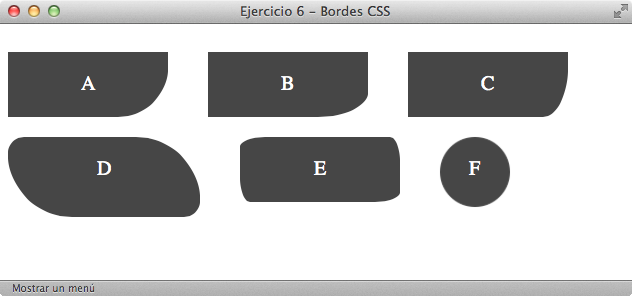 Ejercicio 6 - Bordes CSS
A B C
D E F
Mostrar un menú